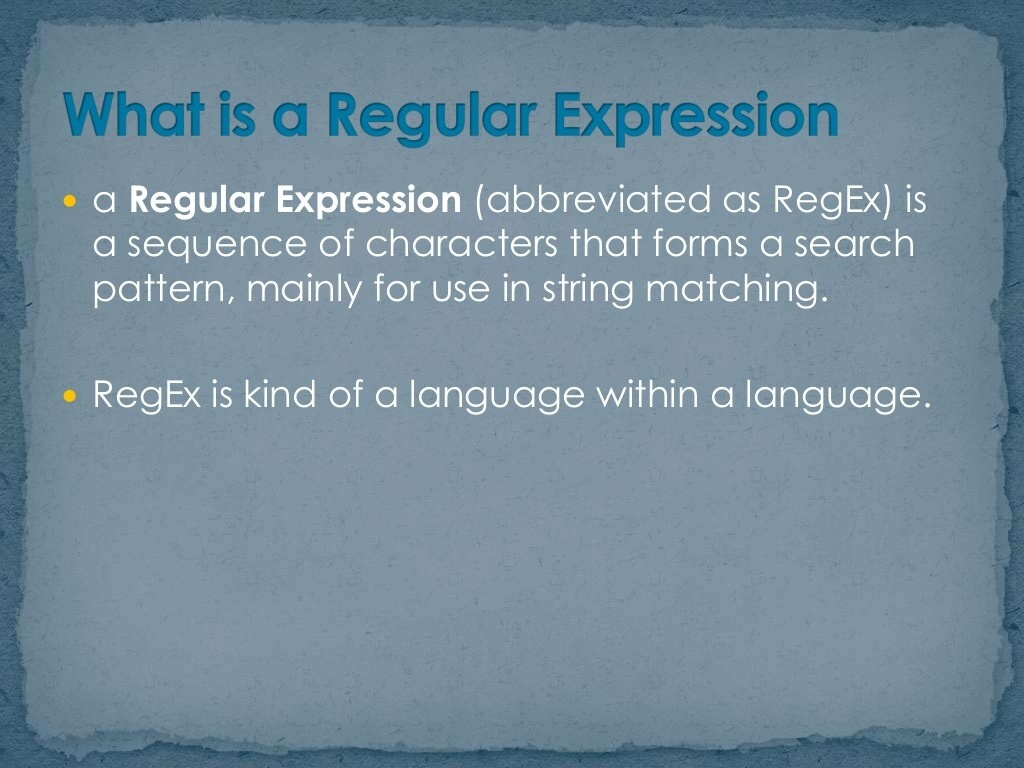 What is a Regular Expression
a Regular Expression (abbreviated as RegEx) is
a sequence of characters that forms a search
pattern, mainly for use in string matching.
RegEx is kind of a language within a language.